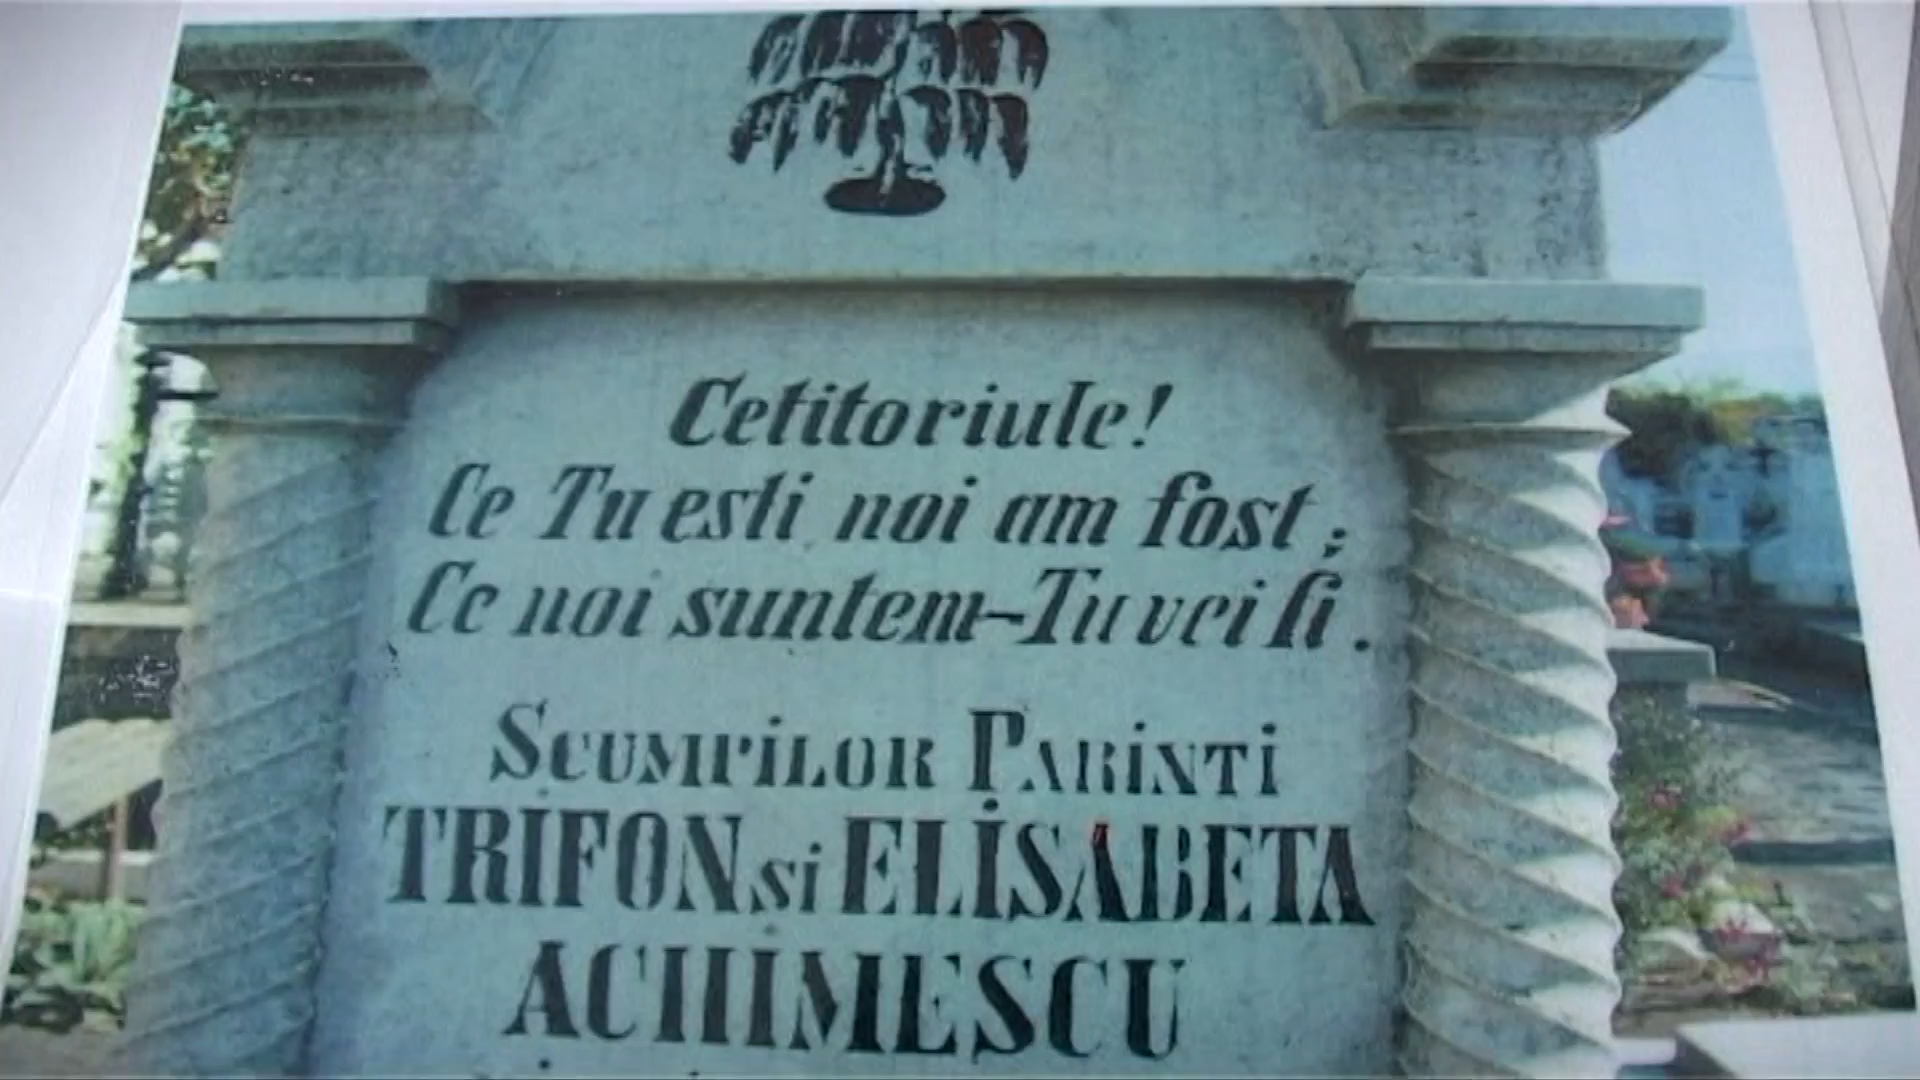 Cetitoriule!
Ce Tu esti noi am fost;
Ce noi suntem-Tu vei fi.
SCUMPILOR PARINTI
TRIFON si ELISABETA
ACHIMESCU